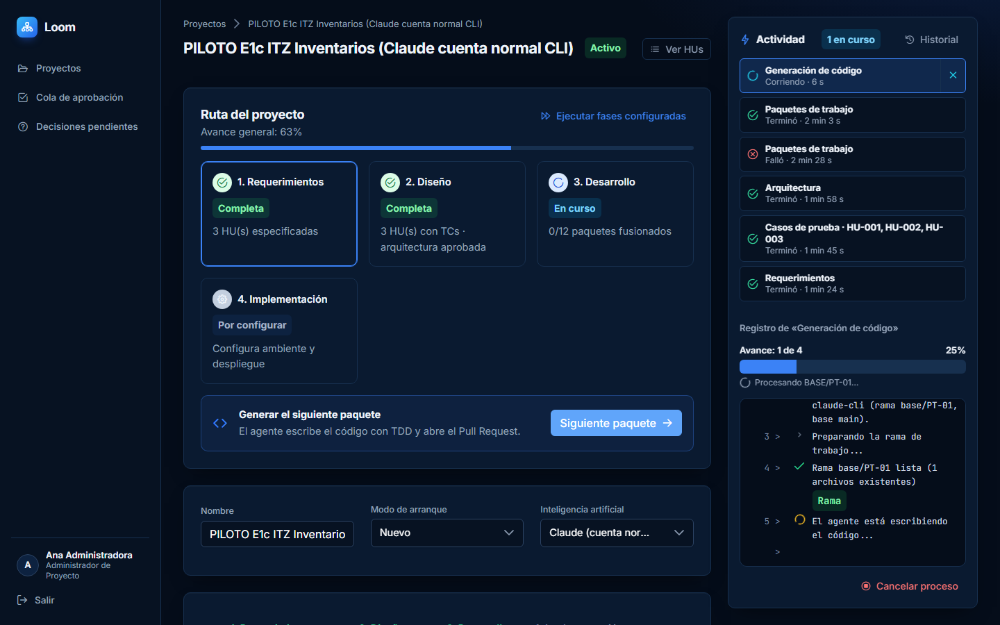 Loom
Proyectos
Cola de aprobación
Decisiones pendientes
A
Ana Administradora
Administrador de
Proyecto
Salir
Proyectos
PILOTO E1c ITZ Inventarios (Claude cuenta normal CLI)
PILOTO E1c ITZ Inventarios (Claude cuenta normal CLI)
Activo
Ver HUs
Ruta del proyecto
Avance general: 63%
Ejecutar fases configuradas
1. Requerimientos
Completa
3 HU(s) especificadas
2. Diseño
Completa
3 HU(s) con TCs ·
arquitectura aprobada
3. Desarrollo
En curso
0/12 paquetes fusionados
4. Implementación
Por configurar
Configura ambiente y
despliegue
Generar el siguiente paquete
El agente escribe el código con TDD y abre el Pull Request.
Siguiente paquete
Nombre
PILOTO E1c ITZ Inventario
Modo de arranque
Nuevo
Inteligencia artificial
Claude (cuenta nor...
Actividad
1 en curso
Historial
Generación de código
Corriendo · 6 s
Paquetes de trabajo
Terminó · 2 min 3 s
Paquetes de trabajo
Falló · 2 min 28 s
Arquitectura
Terminó · 1 min 58 s
Casos de prueba · HU-001, HU-002, HU-
003
Terminó · 1 min 45 s
Requerimientos
Terminó · 1 min 24 s
Registro de «Generación de código»
Avance: 1 de 4
25%
Procesando BASE/PT-01...
claude-cli (rama base/PT-01,
base main).
3 > Preparando la rama de
trabajo...
4 > Rama base/PT-01 lista (1
archivos existentes)
Rama
5 > El agente está escribiendo
el código...
>
Cancelar proceso